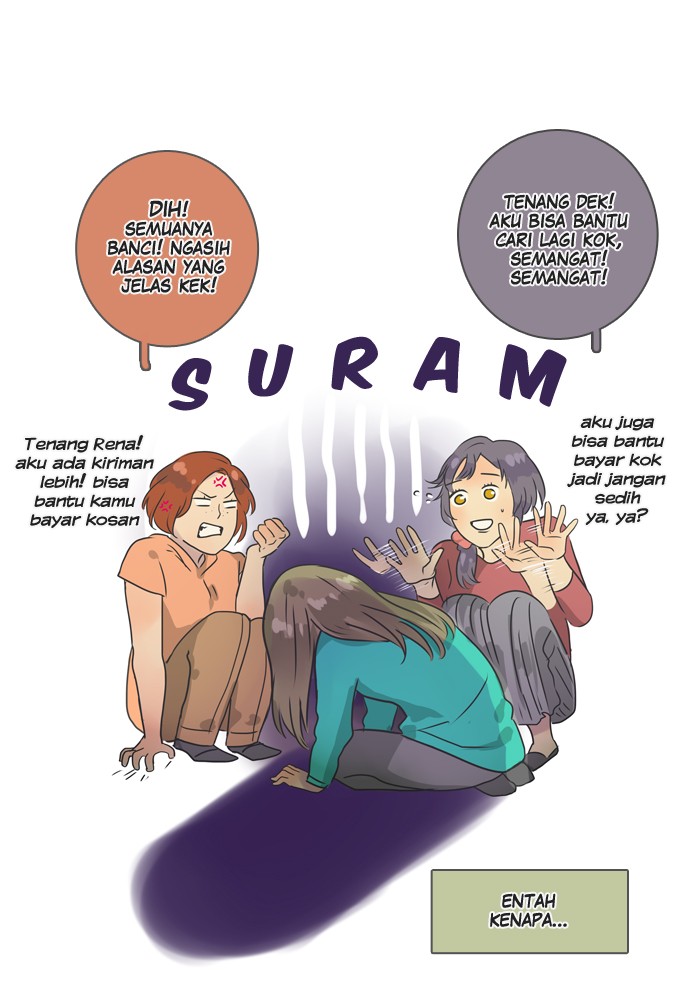 DIH!
SEMUANYA
BANCI! NGASIH
ALASAN YANG
JELAS KEK!
TENANG DEK!
AKU BISA BANTU
CARI LAGI KOK,
SEMANGAT!
SEMANGAT!
SURAM
Tenang Rena!
aku ada kiriman
lebih! bisa
bantu kamu
bayar kosan
aku juga
bisa bantu
bayar kok
jadi jangan
sedih
ya, ya?
ENTAH
KENAPA...